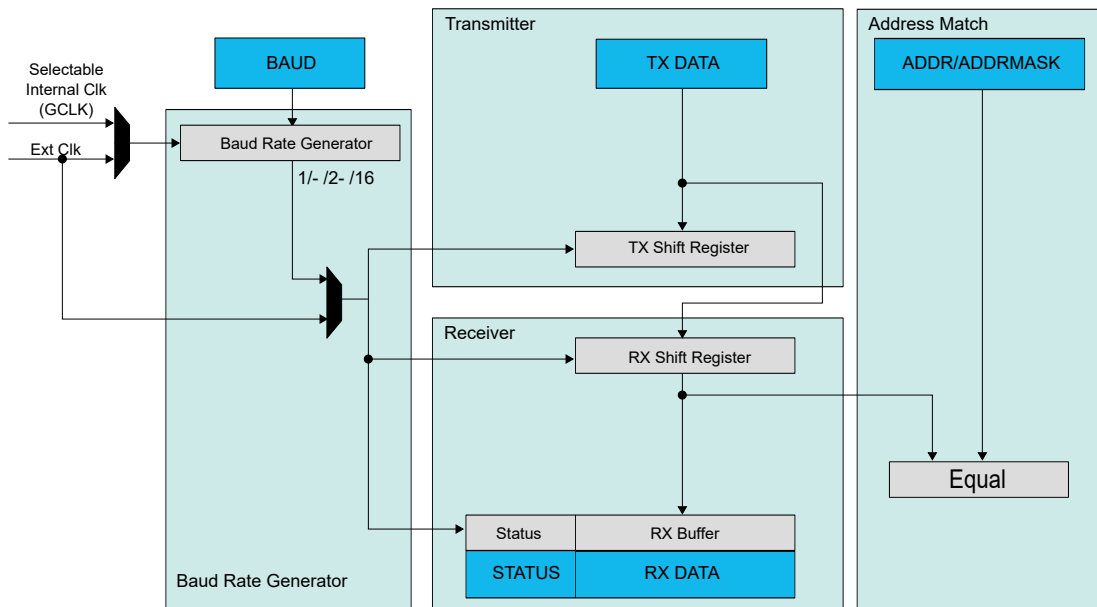 Transmitter
Address Match
BAUD
TX DATA
ADDR/ADDRMASK
Selectable
Internal Clk
(GCLK)
Baud Rate Generator
Ext Clk
1/- /2- /16
TX Shift Register
Receiver
RX Shift Register
Equal
Status
RX Buffer
STATUS
RX DATA
Baud Rate Generator